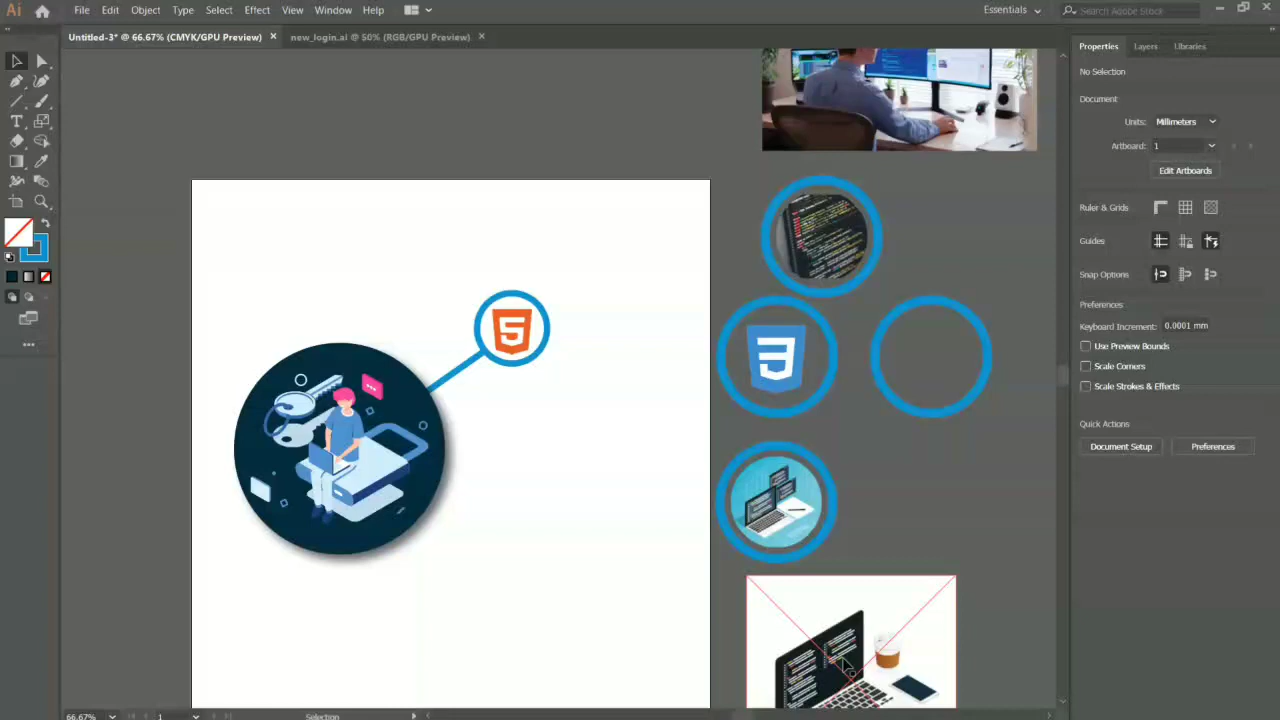 Ai
File Edit Object Type Select Effect View Window Help
Essentials
Search Adobe Stock
Untitled-3* @ 66.67% (CMYK/GPU Preview) ×
new_login.ai @ 50% (RGB/GPU Preview) ×
Properties Layers Libraries
No Selection
Document
Units: Millimeters
Artboard: 1
Edit Artboards
Ruler & Grids
Guides
Snap Options
Preferences
Keyboard Increment: 0.0001 mm
Use Preview Bounds
Scale Corners
Scale Strokes & Effects
Quick Actions
Document Setup Preferences
5
3
66.67% 1 Selection